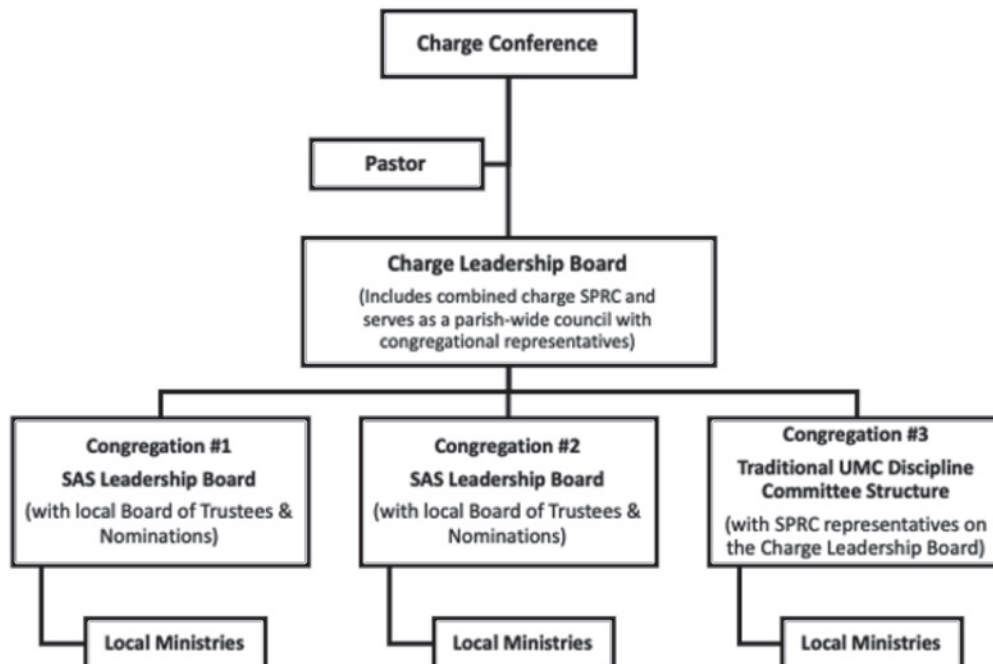 Charge Conference
Pastor
Charge Leadership Board
(Includes combined charge SPRC and
serves as a parish-wide council with
congregational representatives)
Congregation #1
SAS Leadership Board
(with local Board of Trustees &
Nominations)
Congregation #2
SAS Leadership Board
(with local Board of Trustees &
Nominations)
Congregation #3
Traditional UMC Discipline
Committee Structure
(with SPRC representatives on
the Charge Leadership Board)
Local Ministries
Local Ministries
Local Ministries